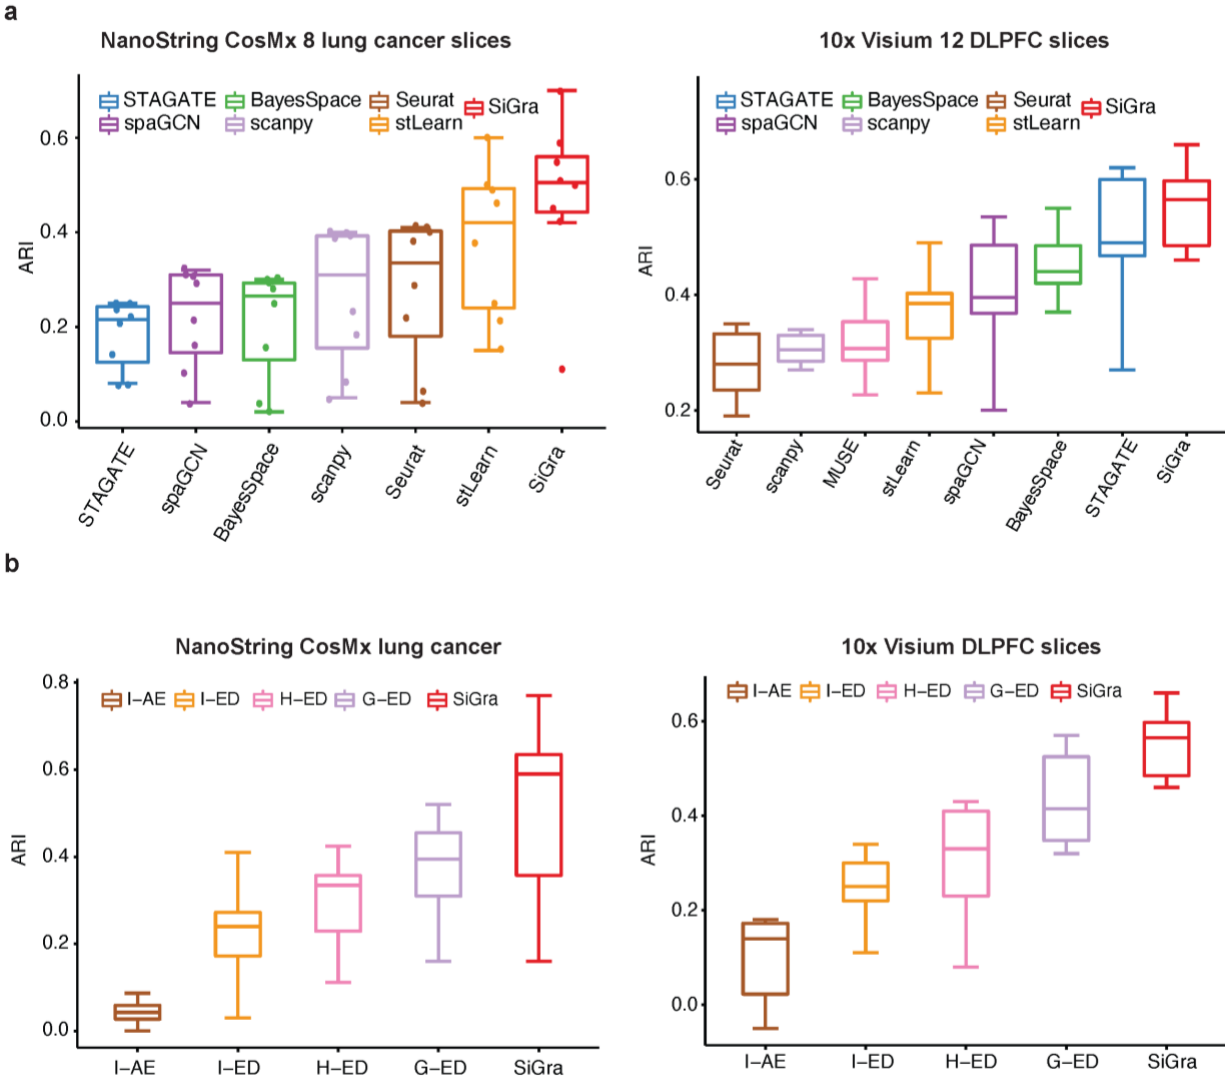 a
NanoString CosMx 8 lung cancer slices
STAGATE BayesSpace Seurat SiGra
spaGCN scanpy stLearn
ARI
0.6
0.4
0.2
0.0
STAGATE spaGCN BayesSpace scanpy Seurat stLearn SiGra
10x Visium 12 DLPFC slices
STAGATE BayesSpace Seurat SiGra
spaGCN scanpy stLearn
ARI
0.6
0.4
0.2
Seurat scanpy MUSE stLearn spaGCN BayesSpace STAGATE SiGra
b
NanoString CosMx lung cancer
I−AE I−ED H−ED G−ED SiGra
ARI
0.8
0.6
0.4
0.2
0.0
I−AE I−ED H−ED G−ED SiGra
10x Visium DLPFC slices
I−AE I−ED H−ED G−ED SiGra
ARI
0.6
0.4
0.2
0.0
I−AE I−ED H−ED G−ED SiGra